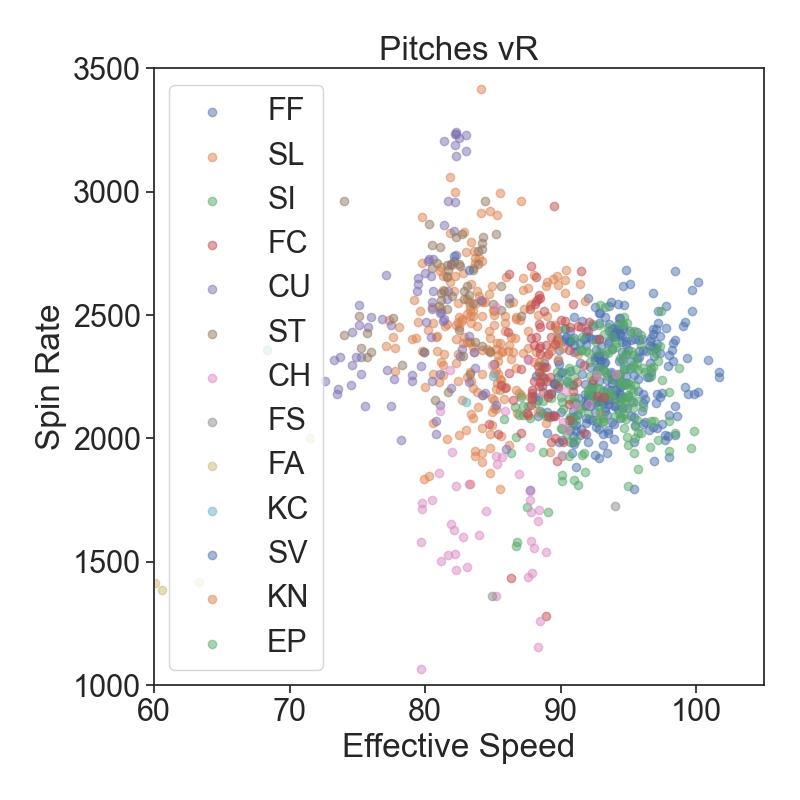 Pitches vR
3500
3000
2500
2000
1500
1000
Spin Rate
FF
SL
SI
FC
CU
ST
CH
FS
FA
KC
SV
KN
EP
60 70 80 90 100
Effective Speed